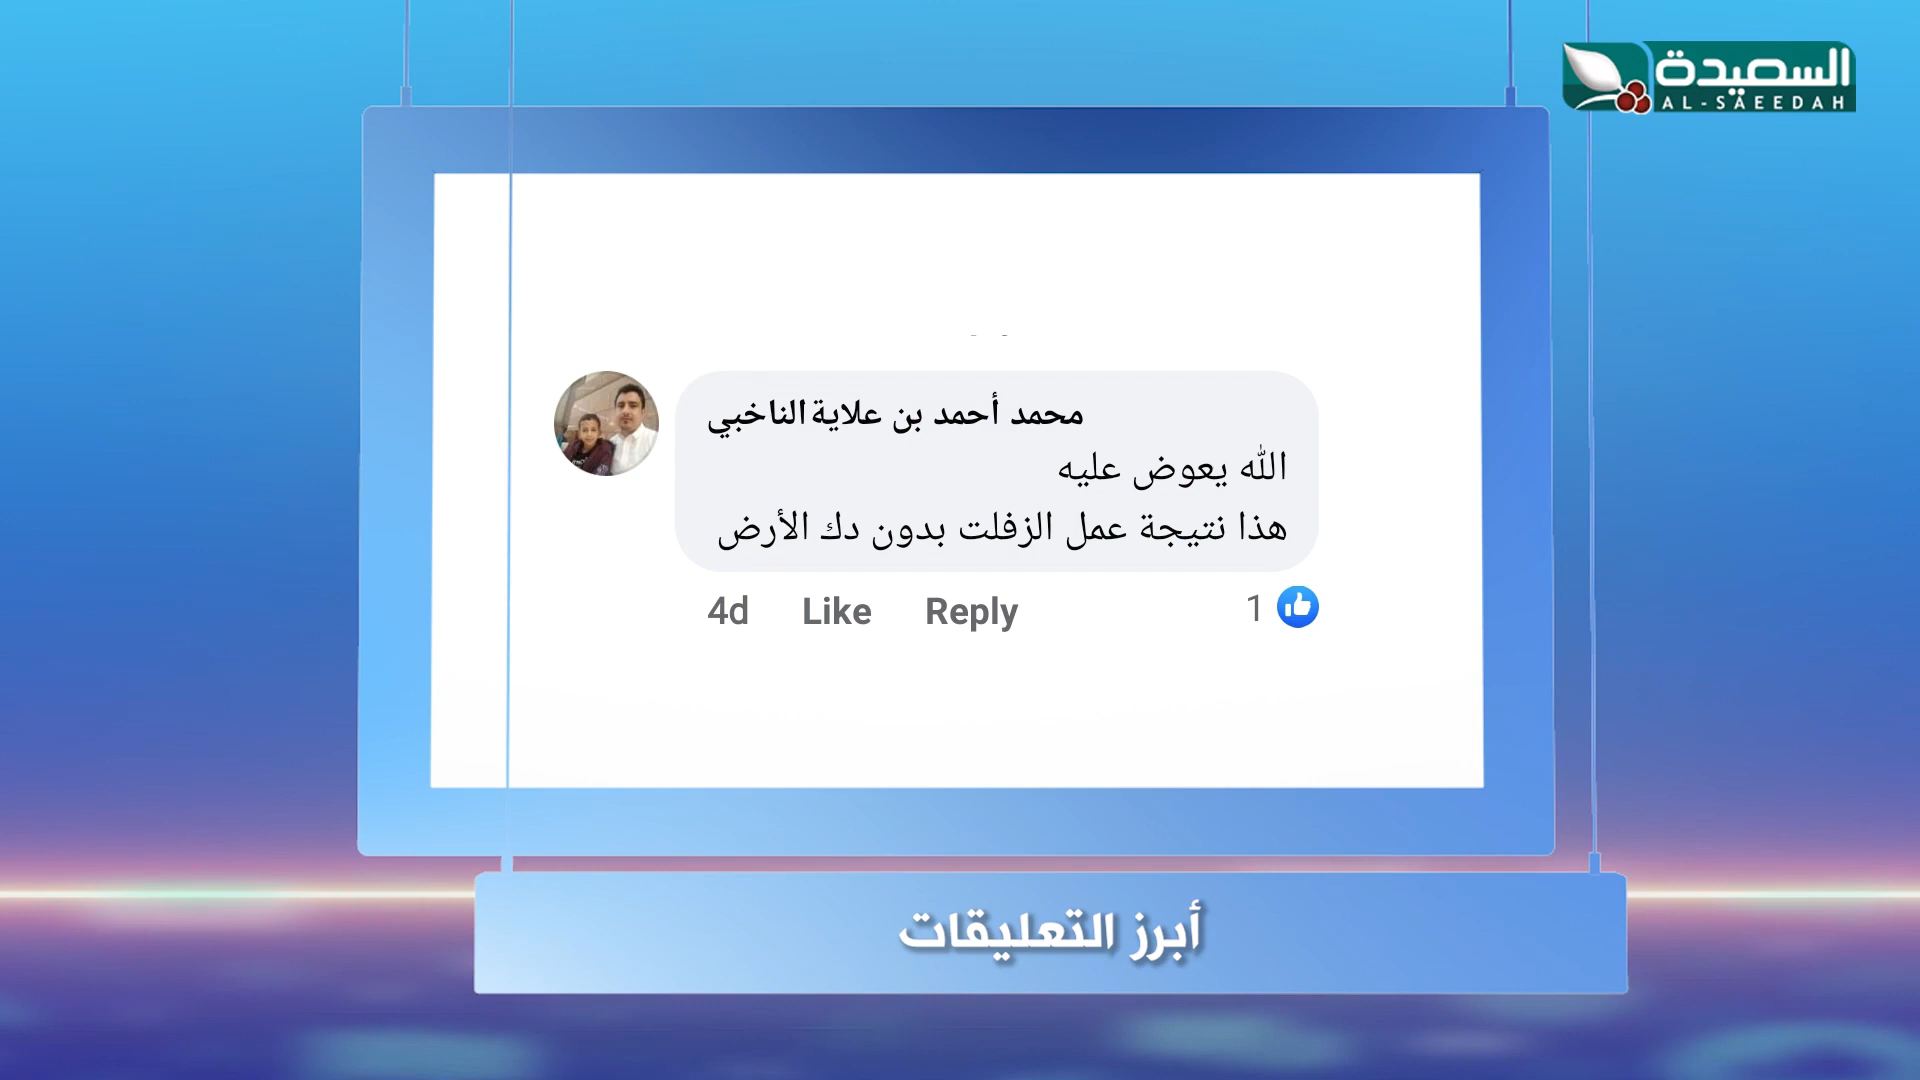 السعيدة
AL-SAEEDAH
محمد أحمد بن علاية الناخبي
الله يعوض عليه
هذا نتيجة عمل الزفلت بدون دك الأرض
4d Like Reply 1
أبرز التعليقات